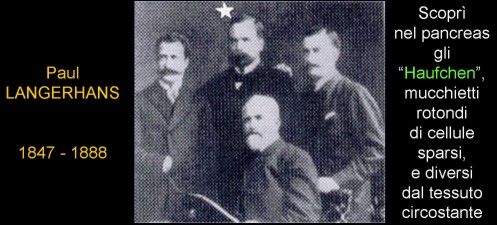 Paul
LANGERHANS
1847 - 1888
Scoprì
nel pancreas
gli
“Haufchen”,
mucchietti
rotondi
di cellule
sparsi,
e diversi
dal tessuto
circostante